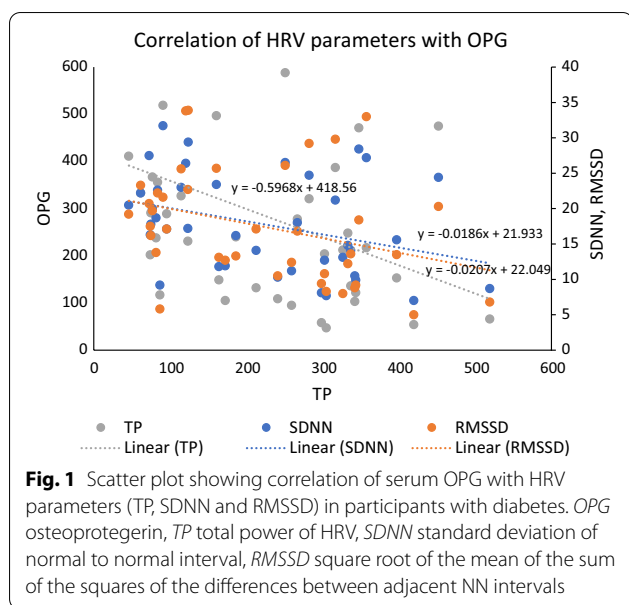 Correlation of HRV parameters with OPG
600
500
400
300
200
100
0
OPG
40
35
30
25
20
15
10
5
0
SDNN, RMSSD
y = -0.5968x + 418.56
y = -0.0186x + 21.933
y = -0.0207x + 22.049
0 100 200 300 400 500 600
TP
TP SDNN RMSSD
Linear (TP) Linear (SDNN) Linear (RMSSD)
Fig. 1 Scatter plot showing correlation of serum OPG with HRV
parameters (TP, SDNN and RMSSD) in participants with diabetes. OPG
osteoprotegerin, TP total power of HRV, SDNN standard deviation of
normal to normal interval, RMSSD square root of the mean of the sum
of the squares of the differences between adjacent NN intervals